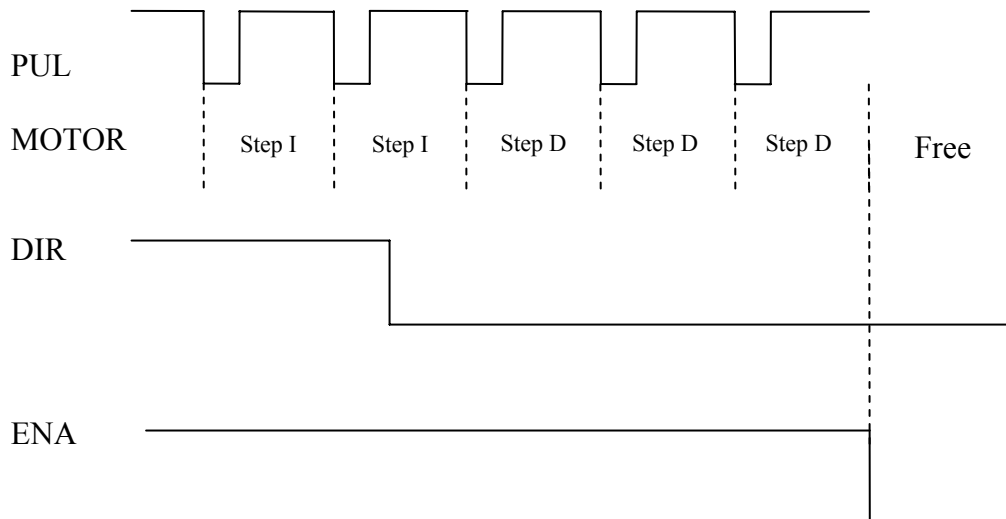 PUL
MOTOR Step I Step I Step D Step D Step D Free
DIR
ENA